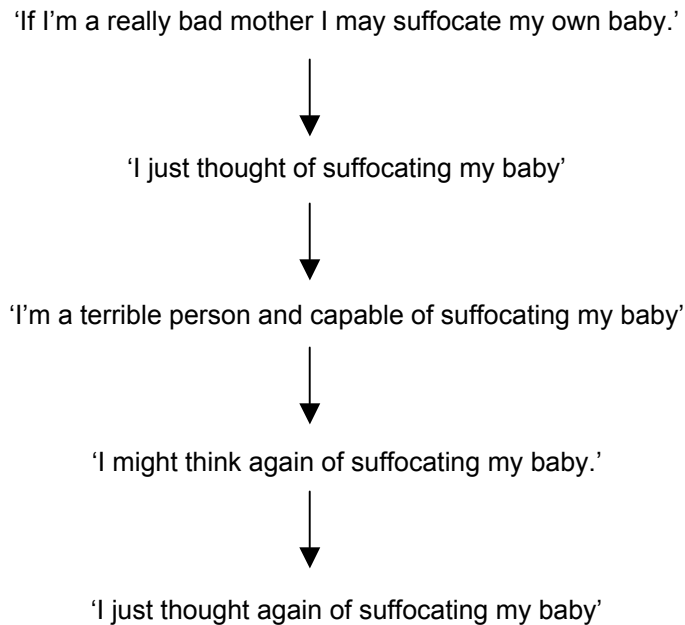 ‘If I’m a really bad mother I may suffocate my own baby.’
‘I just thought of suffocating my baby’
‘I’m a terrible person and capable of suffocating my baby’
‘I might think again of suffocating my baby.’
‘I just thought again of suffocating my baby’